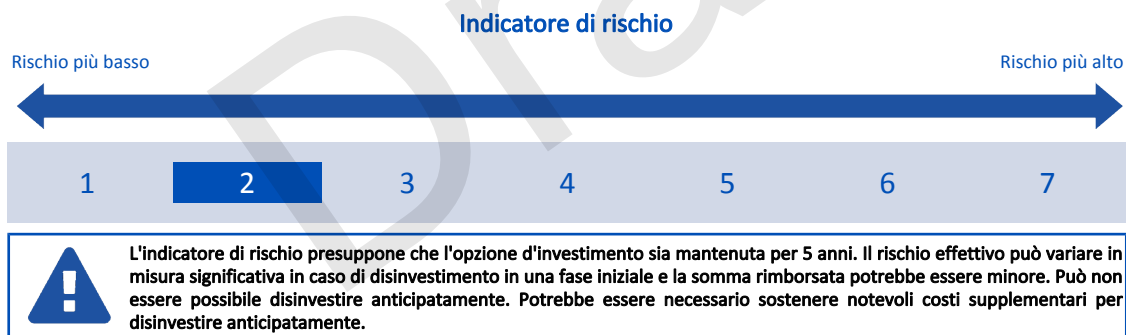 Indicatore di rischio
Rischio più basso
Rischio più alto
1 2 3 4 5 6 7
L'indicatore di rischio presuppone che l'opzione d'investimento sia mantenuta per 5 anni. Il rischio effettivo può variare in
misura significativa in caso di disinvestimento in una fase iniziale e la somma rimborsata potrebbe essere minore. Può non
essere possibile disinvestire anticipatamente. Potrebbe essere necessario sostenere notevoli costi supplementari per
disinvestire anticipatamente.